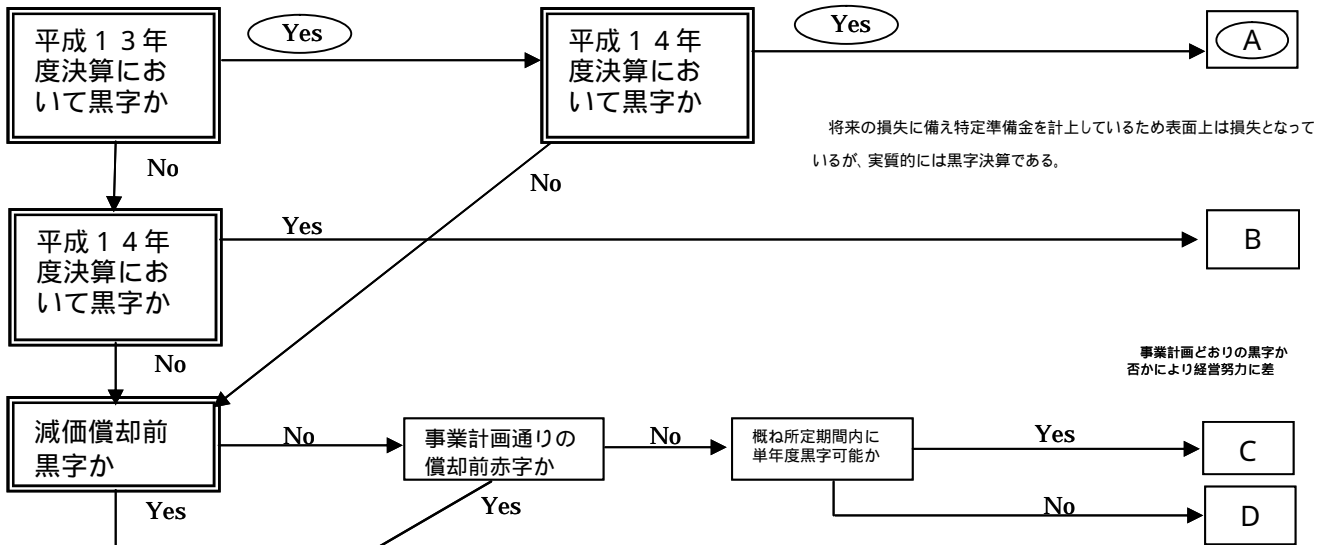 平成１３年
度決算にお
いて黒字か
Yes
平成１４年
度決算にお
いて黒字か
Yes
A
将来の損失に備え特定準備金を計上しているため表面上は損失となって
いるが、実質的には黒字決算である。
No
No
平成１４年
度決算にお
いて黒字か
Yes
B
No
事業計画どおりの黒字か
否かにより経営努力に差
減価償却前
黒字か
No
事業計画通りの
償却前赤字か
No
概ね所定期間内に
単年度黒字可能か
Yes
C
Yes
Yes
No
D